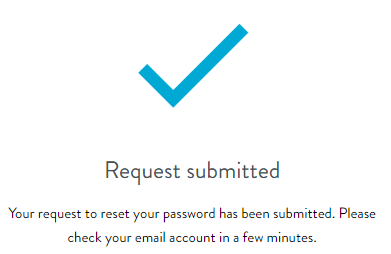 Request submitted
Your request to reset your password has been submitted. Please
check your email account in a few minutes.